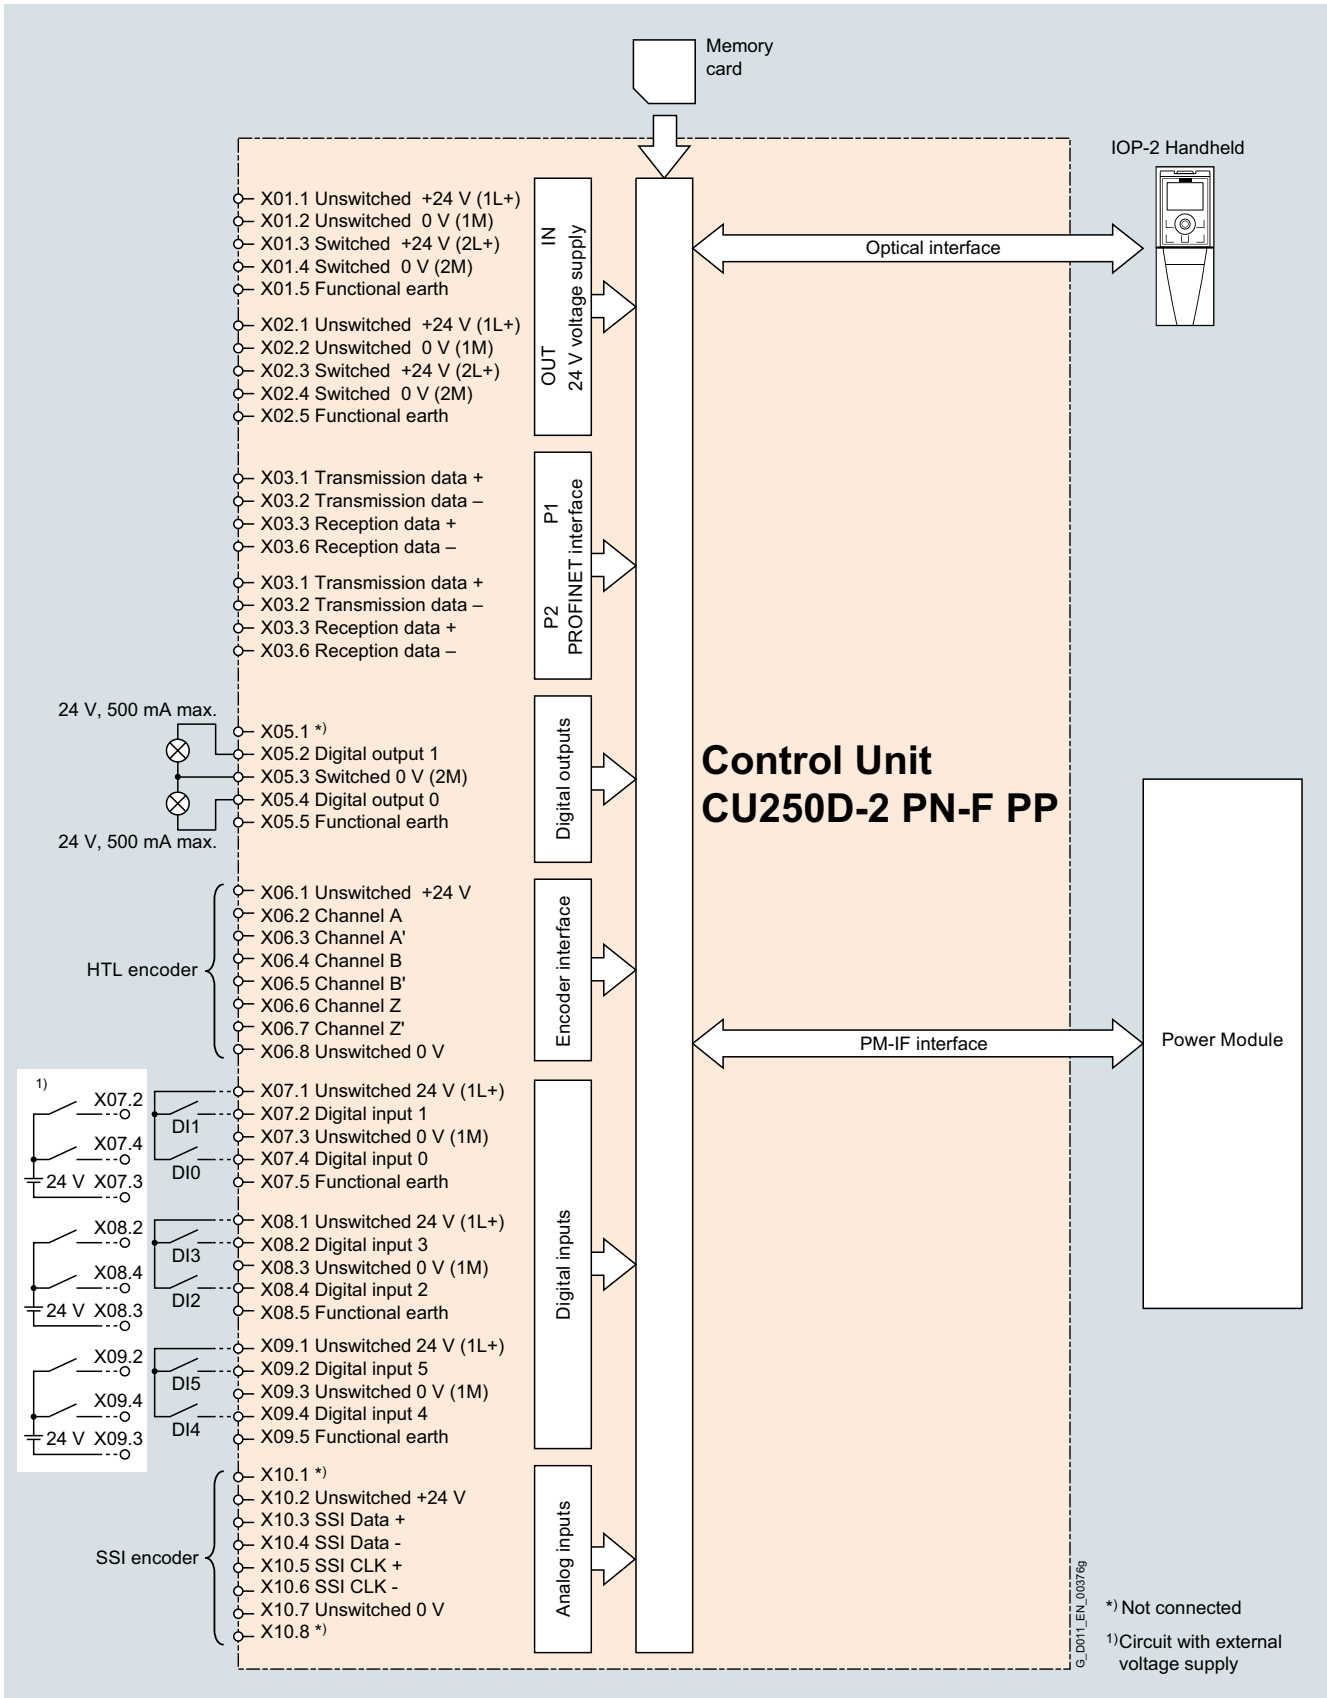 Memory
card
IOP-2 Handheld
X01.1 Unswitched +24 V (1L+)
X01.2 Unswitched 0 V (1M)
X01.3 Switched +24 V (2L+)
X01.4 Switched 0 V (2M)
X01.5 Functional earth
X02.1 Unswitched +24 V (1L+)
X02.2 Unswitched 0 V (1M)
X02.3 Switched +24 V (2L+)
X02.4 Switched 0 V (2M)
X02.5 Functional earth
OUT IN
24 V voltage supply
Optical interface
X03.1 Transmission data +
X03.2 Transmission data –
X03.3 Reception data +
X03.6 Reception data –
X03.1 Transmission data +
X03.2 Transmission data –
X03.3 Reception data +
X03.6 Reception data –
P2 P1
PROFINET interface
24 V, 500 mA max.
X05.1 *)
X05.2 Digital output 1
X05.3 Switched 0 V (2M)
X05.4 Digital output 0
X05.5 Functional earth
24 V, 500 mA max.
Digital outputs
Control Unit
CU250D-2 PN-F PP
HTL encoder
X06.1 Unswitched +24 V
X06.2 Channel A
X06.3 Channel A'
X06.4 Channel B
X06.5 Channel B'
X06.6 Channel Z
X06.7 Channel Z'
X06.8 Unswitched 0 V
Encoder interface
PM-IF interface
Power Module
1)
X07.2
X07.4
24 V X07.3
DI1
DI0
X07.1 Unswitched 24 V (1L+)
X07.2 Digital input 1
X07.3 Unswitched 0 V (1M)
X07.4 Digital input 0
X07.5 Functional earth
X08.2
X08.4
24 V X08.3
DI3
DI2
X08.1 Unswitched 24 V (1L+)
X08.2 Digital input 3
X08.3 Unswitched 0 V (1M)
X08.4 Digital input 2
X08.5 Functional earth
X09.2
X09.4
24 V X09.3
DI5
DI4
X09.1 Unswitched 24 V (1L+)
X09.2 Digital input 5
X09.3 Unswitched 0 V (1M)
X09.4 Digital input 4
X09.5 Functional earth
Digital inputs
SSI encoder
X10.1 *)
X10.2 Unswitched +24 V
X10.3 SSI Data +
X10.4 SSI Data -
X10.5 SSI CLK +
X10.6 SSI CLK -
X10.7 Unswitched 0 V
X10.8 *)
Analog inputs
G_D011_EN_00376g
*) Not connected
1) Circuit with external
voltage supply